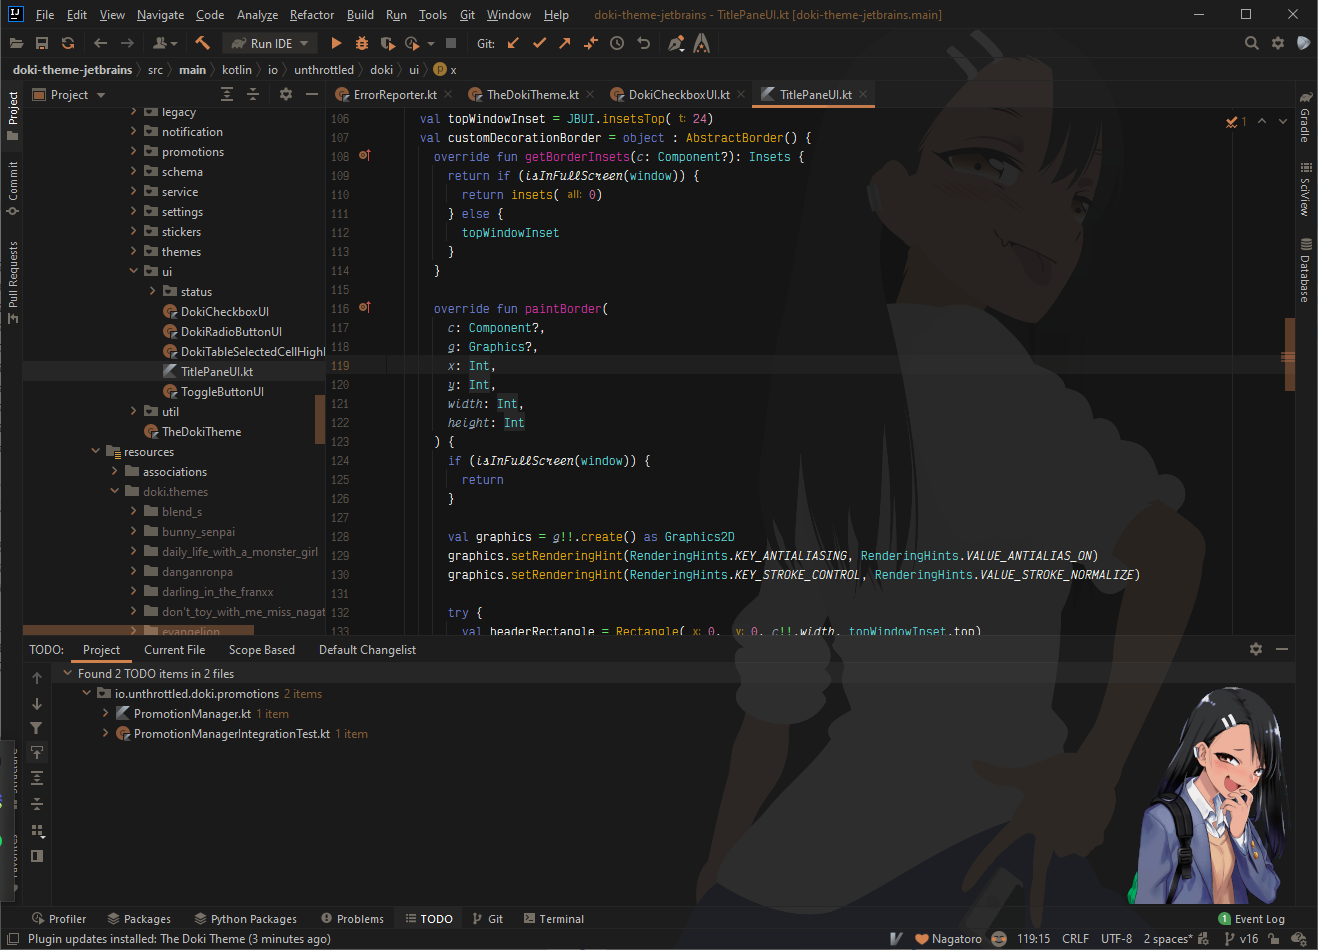 File Edit View Navigate Code Analyze Refactor Build Run Tools Git Window Help doki-theme-jetbrains - TitlePaneUI.kt [doki-theme-jetbrains.main]
Run IDE Git:
doki-theme-jetbrains src main kotlin io unthrottled doki ui p x
Project ErrorReporter.kt TheDokiTheme.kt DokiCheckboxUI.kt TitlePaneUI.kt
Project
Commit
Pull Requests
Structure
Favorites
legacy
notification
promotions
schema
service
settings
stickers
themes
ui
status
DokiCheckboxUI
DokiRadioButtonUI
DokiTableSelectedCellHighl
TitlePaneUI.kt
ToggleButtonUI
util
TheDokiTheme
resources
associations
doki.themes
blend_s
bunny_senpai
daily_life_with_a_monster_girl
danganronpa
darling_in_the_franxx
don't_toy_with_me_miss_nagat
evangelion
106 val topWindowInset = JBUI.insetsTop( t: 24)
107 val customDecorationBorder = object : AbstractBorder() {
108 override fun getBorderInsets(c: Component?): Insets {
109 return if (isInFullScreen(window)) {
110 return insets( all: 0)
111 } else {
112 topWindowInset
113 }
114 }
115
116 override fun paintBorder(
117 c: Component?,
118 g: Graphics?,
119 x: Int,
120 y: Int,
121 width: Int,
122 height: Int
123 ) {
124 if (isInFullScreen(window)) {
125 return
126 }
127
128 val graphics = g!!.create() as Graphics2D
129 graphics.setRenderingHint(RenderingHints.KEY_ANTIALIASING, RenderingHints.VALUE_ANTIALIAS_ON)
130 graphics.setRenderingHint(RenderingHints.KEY_STROKE_CONTROL, RenderingHints.VALUE_STROKE_NORMALIZE)
131
132 try {
133 val headerRectangle = Rectangle( x: 0, y: 0, c!!.width, topWindowInset.top)
1
Gradle
SciView
Database
TODO: Project Current File Scope Based Default Changelist
Found 2 TODO items in 2 files
io.unthrottled.doki.promotions 2 items
PromotionManager.kt 1 item
PromotionManagerIntegrationTest.kt 1 item
Profiler Packages Python Packages Problems TODO Git Terminal 1 Event Log
Plugin updates installed: The Doki Theme (3 minutes ago) Nagatoro 119:15 CRLF UTF-8 2 spaces* v16